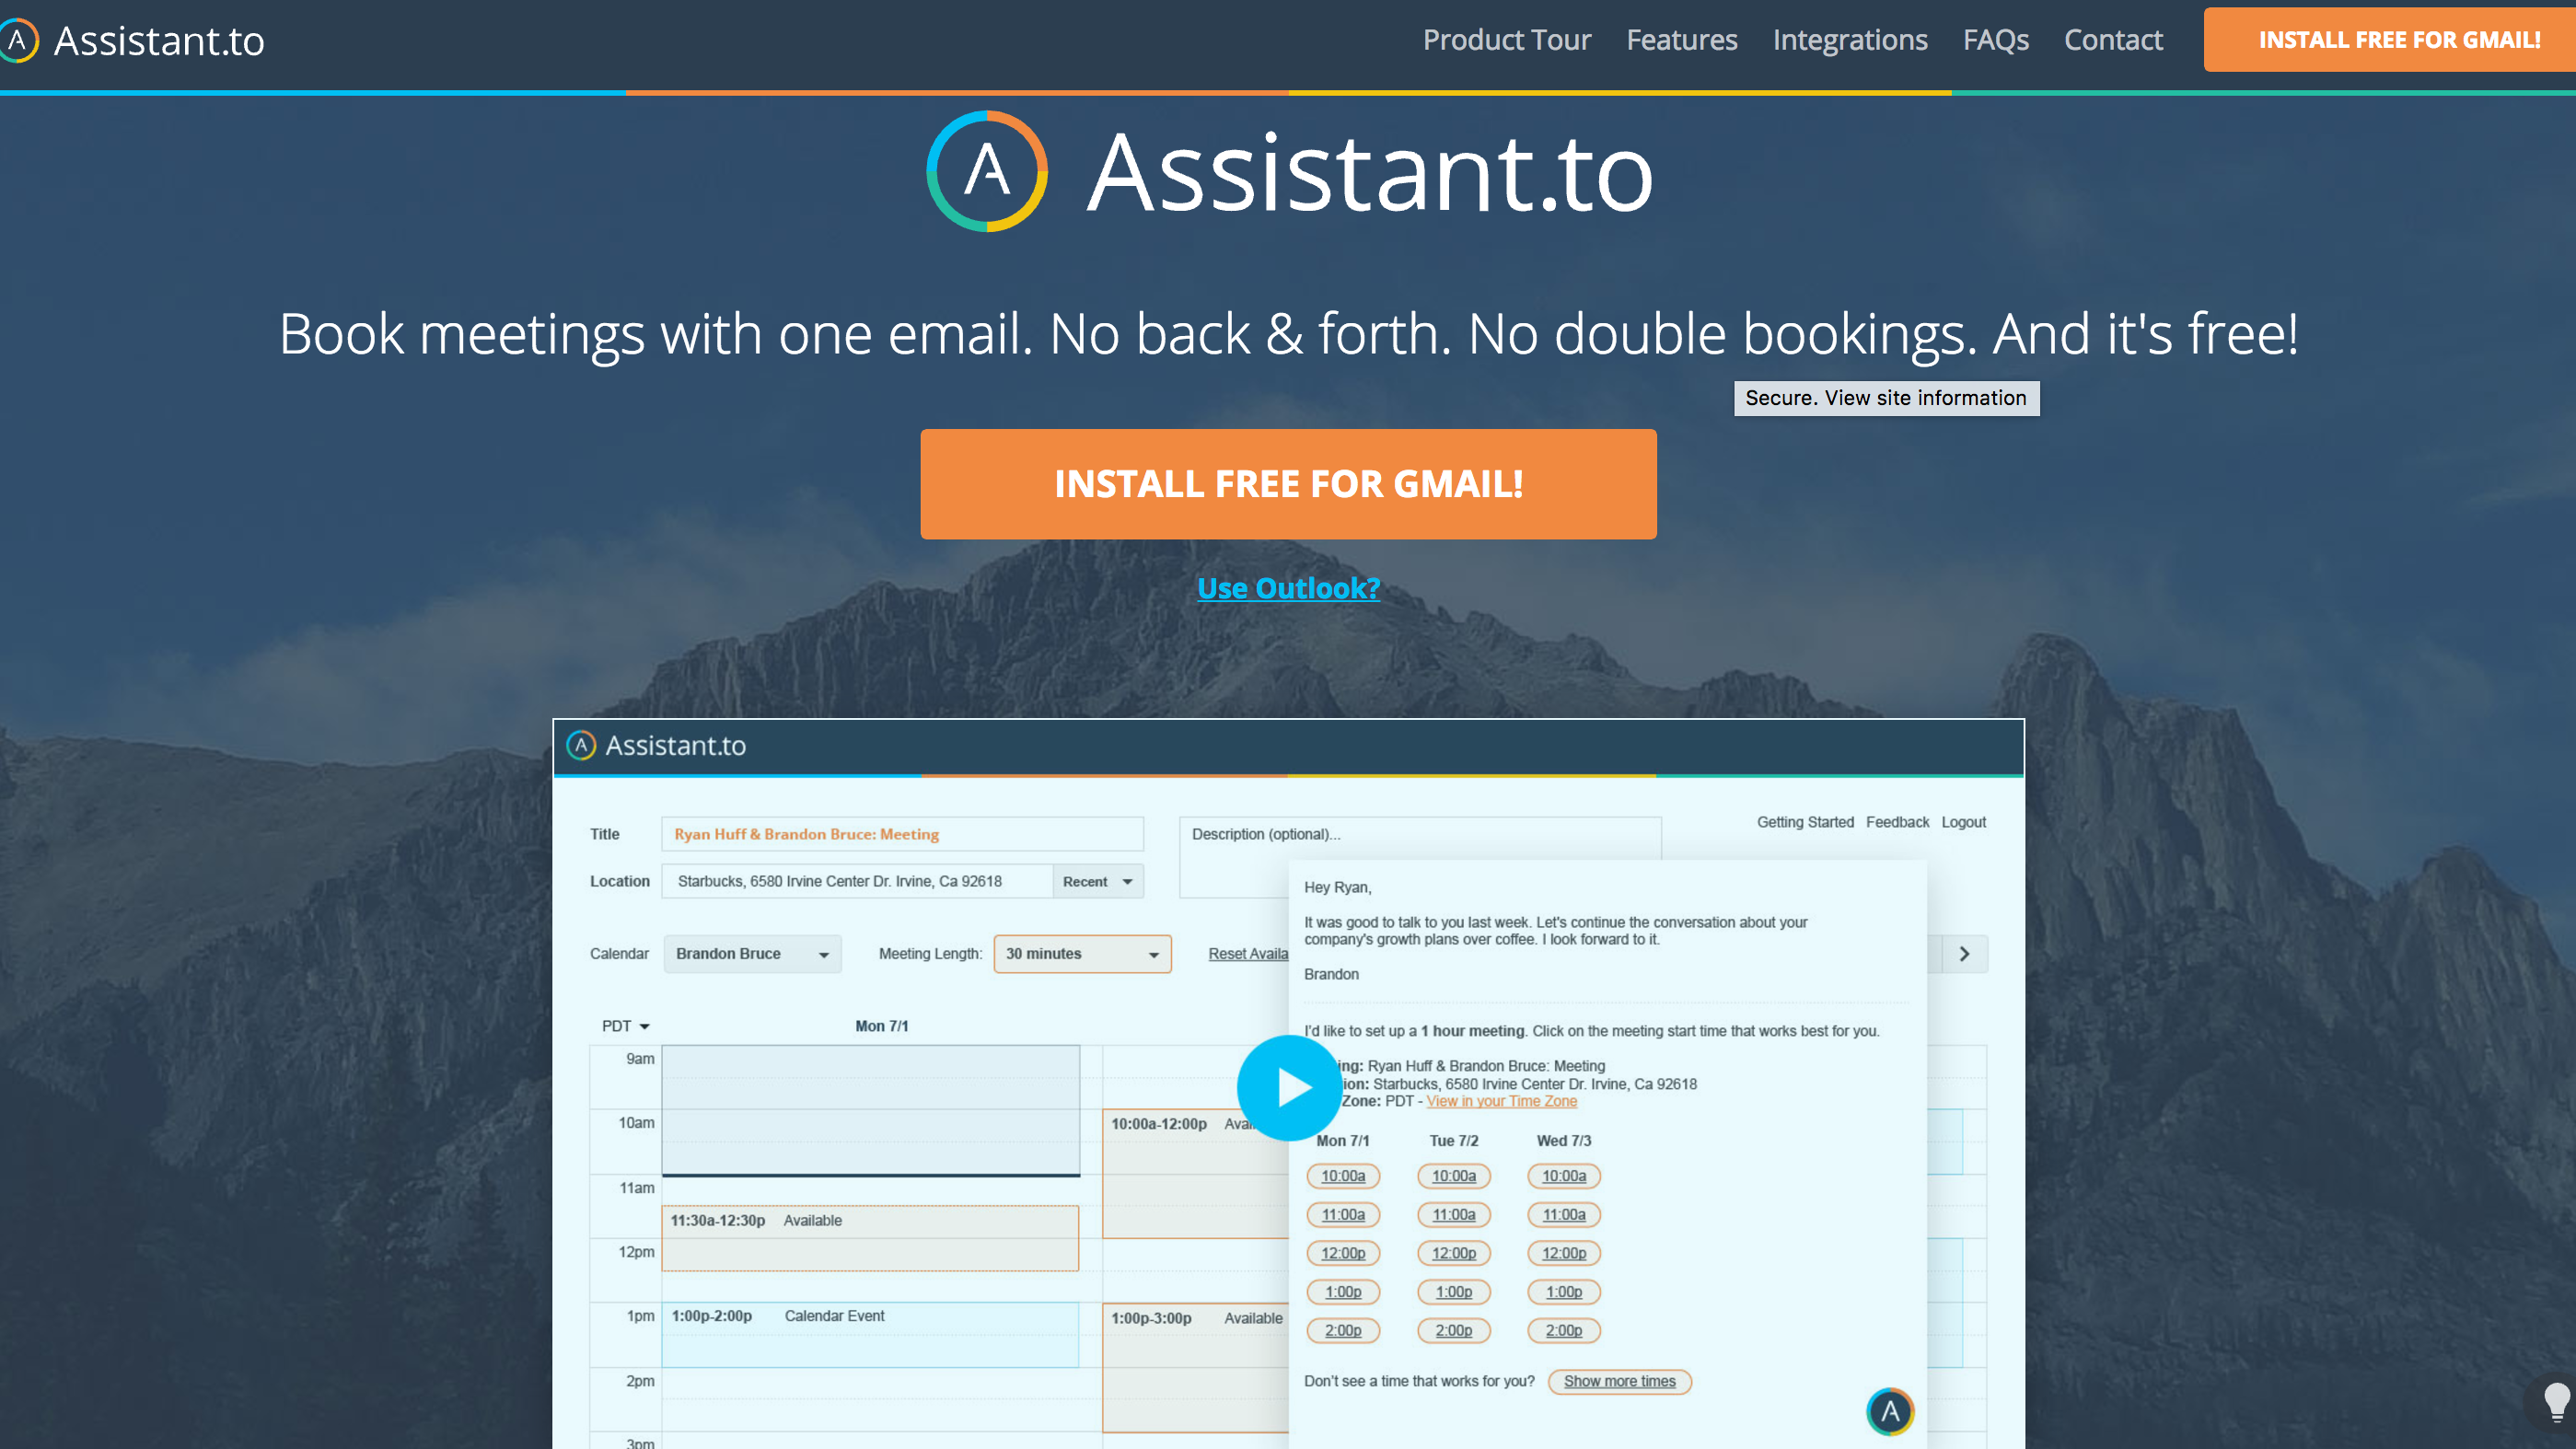 A Assistant.to
Product Tour Features Integrations FAQs Contact INSTALL FREE FOR GMAIL!
A Assistant.to
Book meetings with one email. No back & forth. No double bookings. And it's free!
Secure. View site information
INSTALL FREE FOR GMAIL!
Use Outlook?
A Assistant.to
Getting Started Feedback Logout
Title Ryan Huff & Brandon Bruce: Meeting
Description (optional)...
Location Starbucks, 6580 Irvine Center Dr. Irvine, Ca 92618 Recent
Calendar Brandon Bruce Meeting Length: 30 minutes Reset Availa
PDT Mon 7/1
9am
10am
10:00a-12:00p Avai
11am
11:30a-12:30p Available
12pm
1pm 1:00p-2:00p Calendar Event
1:00p-3:00p Available
2pm
3pm
Hey Ryan,
It was good to talk to you last week. Let's continue the conversation about your
company's growth plans over coffee. I look forward to it.
Brandon
I'd like to set up a 1 hour meeting. Click on the meeting start time that works best for you.
ing: Ryan Huff & Brandon Bruce: Meeting
ion: Starbucks, 6580 Irvine Center Dr. Irvine, Ca 92618
Zone: PDT - View in your Time Zone
Mon 7/1 Tue 7/2 Wed 7/3
10:00a 10:00a 10:00a
11:00a 11:00a 11:00a
12:00p 12:00p 12:00p
1:00p 1:00p 1:00p
2:00p 2:00p 2:00p
Don't see a time that works for you? Show more times
A